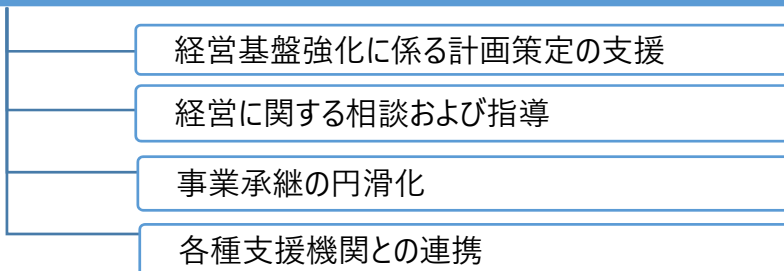 経営基盤強化に係る計画策定の支援
経営に関する相談および指導
事業承継の円滑化
各種支援機関との連携